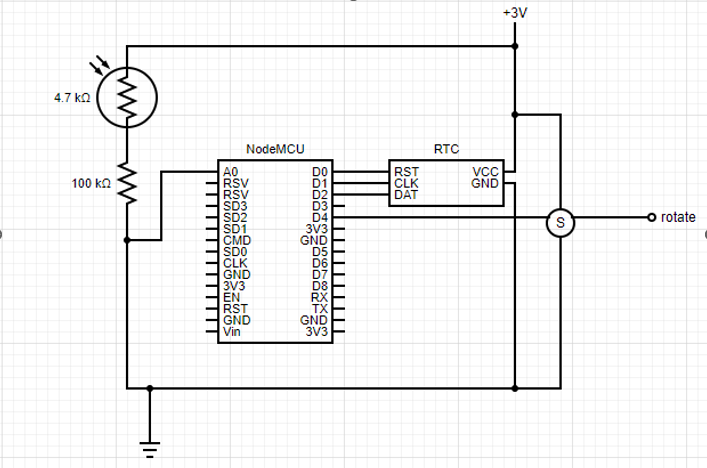 +3V
4.7 kΩ
100 kΩ
NodeMCU
A0
RSV
RSV
SD3
SD2
SD1
CMD
SD0
CLK
GND
3V3
EN
RST
GND
Vin
D0
D1
D2
D3
D4
3V3
GND
D5
D6
D7
D8
RX
TX
GND
3V3
RTC
RST
CLK
DAT
VCC
GND
S
rotate